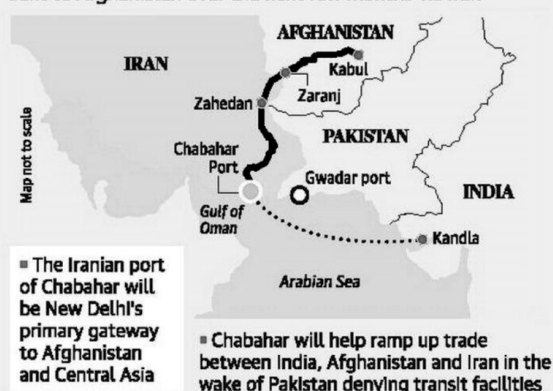 AFGHANISTAN
IRAN
Kabul
Zaranj
Zahedan
PAKISTAN
Chabahar
Port
Gwadar port
INDIA
Gulf of
Oman
Kandla
Arabian Sea
Map not to scale
▪ The Iranian port
of Chabahar will
be New Delhi's
primary gateway
to Afghanistan
and Central Asia
▪ Chabahar will help ramp up trade
between India, Afghanistan and Iran in the
wake of Pakistan denying transit facilities